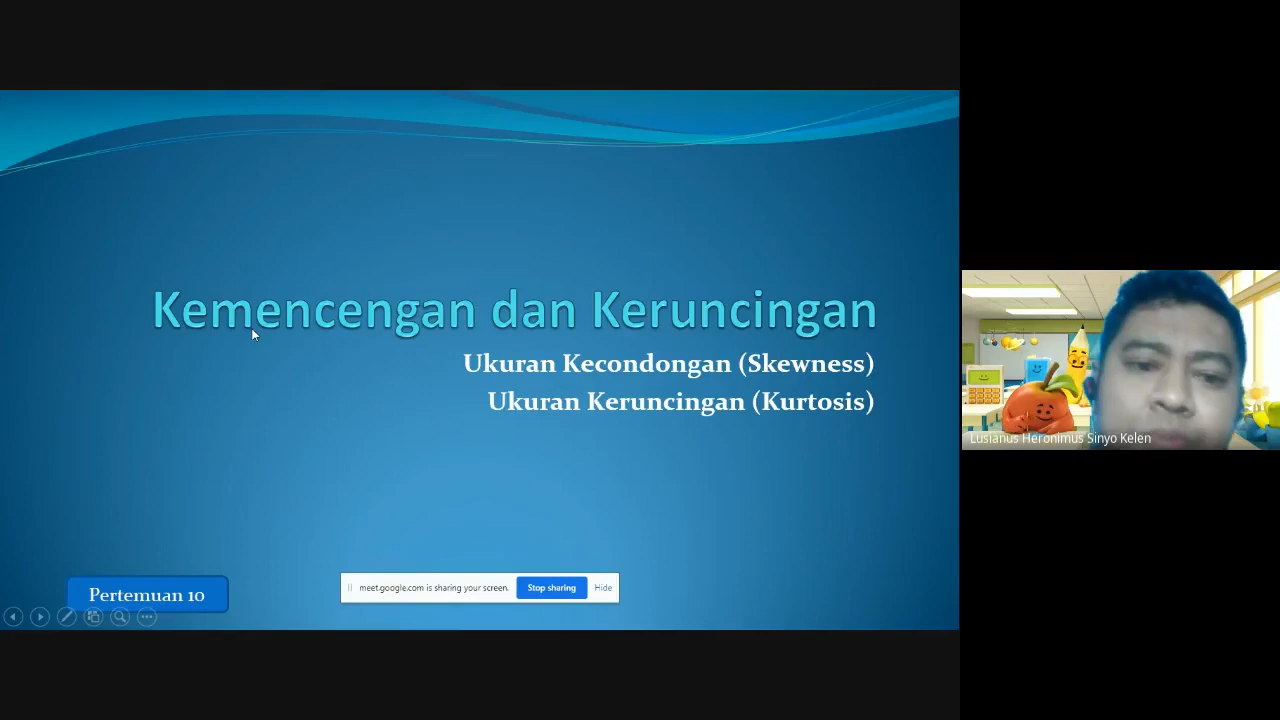 Kemencengan dan Keruncingan
Ukuran Kecondongan (Skewness)
Ukuran Keruncingan (Kurtosis)
Pertemuan 10
meet.google.com is sharing your screen.
Stop sharing
Hide
Lusianus Heronimus Sinyo Kelen